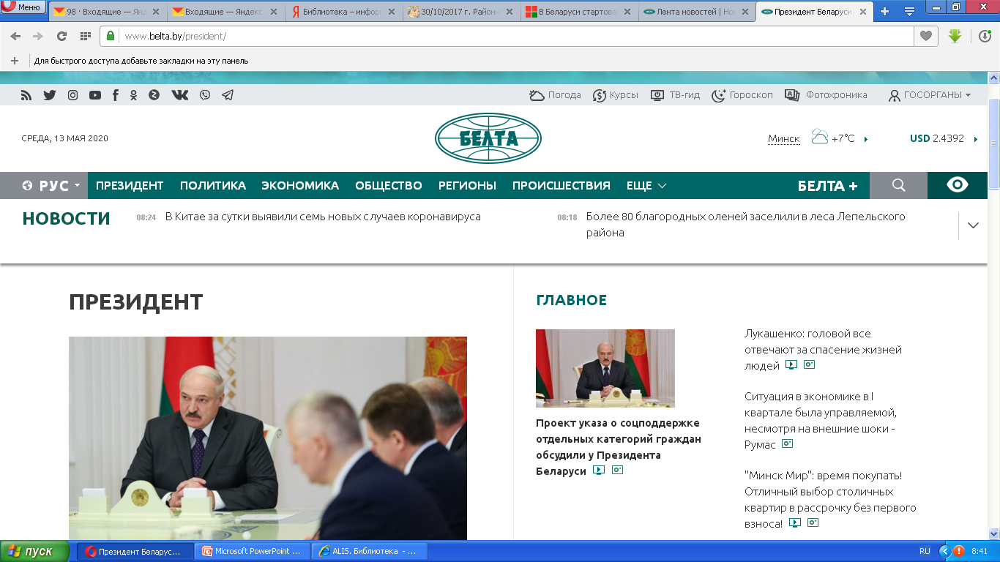 Меню
98 · Входящие — Янд
Входящие — Яндекс
Библиотека – инфор
30/10/2017 г. Районн
В Беларуси стартова
Лента новостей | Нов
Президент Беларуси
www.belta.by/president/
Для быстрого доступа добавьте закладки на эту панель
Погода
Курсы
ТВ-гид
Гороскоп
Фотохроника
ГОСОРГАНЫ
СРЕДА, 13 МАЯ 2020
БЕЛТА
Минск
+7°C
USD 2.4392
РУС
ПРЕЗИДЕНТ
ПОЛИТИКА
ЭКОНОМИКА
ОБЩЕСТВО
РЕГИОНЫ
ПРОИСШЕСТВИЯ
ЕЩЕ
БЕЛТА +
НОВОСТИ
08:24 В Китае за сутки выявили семь новых случаев коронавируса
08:18 Более 80 благородных оленей заселили в леса Лепельского
района
ПРЕЗИДЕНТ
ГЛАВНОЕ
Проект указа о соцподдержке
отдельных категорий граждан
обсудили у Президента
Беларуси
Лукашенко: головой все
отвечают за спасение жизней
людей
Ситуация в экономике в I
квартале была управляемой,
несмотря на внешние шоки -
Румас
"Минск Мир": время покупать!
Отличный выбор столичных
квартир в рассрочку без первого
взноса!
пуск
Президент Беларус...
Microsoft PowerPoint ...
ALIS. Библиотека - ...
RU
8:41